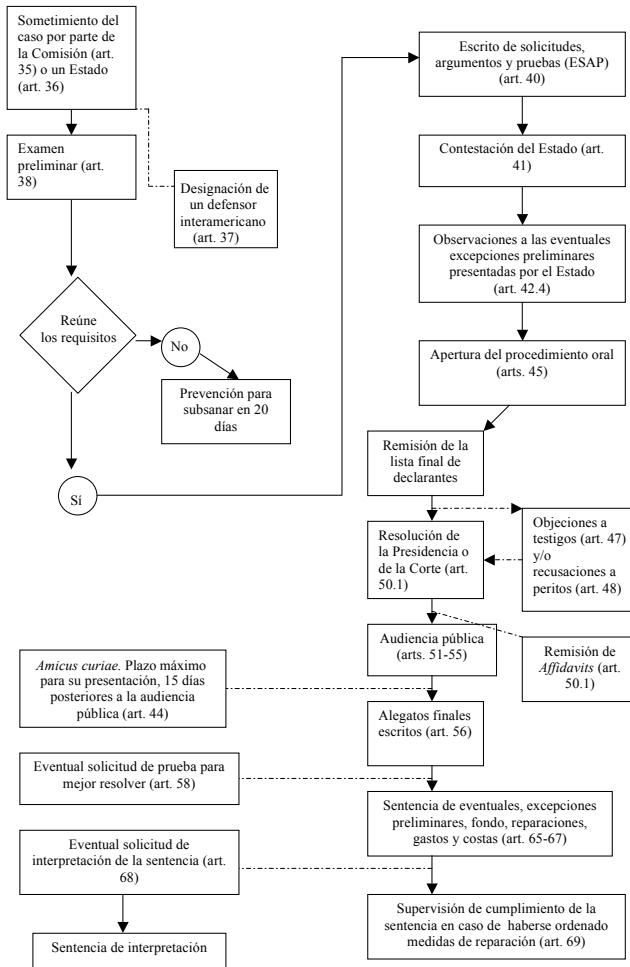 Sometimiento del
caso por parte de
la Comisión (art.
35) o un Estado
(art. 36)
Examen
preliminar (art.
38)
Designación de
un defensor
interamericano
(art. 37)
Reúne
los requisitos
No
Prevención para
subsanar en 20
días
Sí
Escrito de solicitudes,
argumentos y pruebas (ESAP)
(art. 40)
Contestación del Estado (art.
41)
Observaciones a las eventuales
excepciones preliminares
presentadas por el Estado
(art. 42.4)
Apertura del procedimiento oral
(arts. 45)
Remisión de la
lista final de
declarantes
Objeciones a
testigos (art. 47)
y/o
recusaciones a
peritos (art. 48)
Resolución de
la Presidencia o
de la Corte (art.
50.1)
Audiencia pública
(arts. 51-55)
Remisión de
Affidavits (art.
50.1)
Amicus curiae. Plazo máximo
para su presentación, 15 días
posteriores a la audiencia
pública (art. 44)
Alegatos finales
escritos (art. 56)
Eventual solicitud de prueba para
mejor resolver (art. 58)
Sentencia de eventuales, excepciones
preliminares, fondo, reparaciones,
gastos y costas (art. 65-67)
Eventual solicitud de
interpretación de la sentencia (art.
68)
Supervisión de cumplimiento de la
sentencia en caso de haberse ordenado
medidas de reparación (art. 69)
Sentencia de interpretación